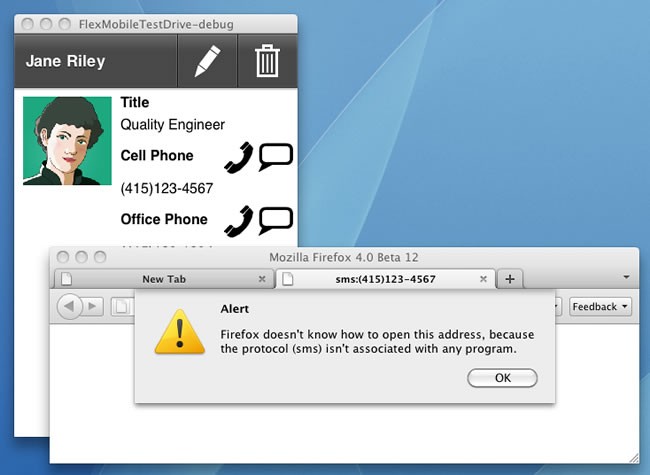 FlexMobileTestDrive-debug
Jane Riley
Title
Quality Engineer
Cell Phone
(415)123-4567
Office Phone
Mozilla Firefox 4.0 Beta 12
New Tab
sms:(415)123-4567
Feedback
Alert
Firefox doesn't know how to open this address, because
the protocol (sms) isn't associated with any program.
OK